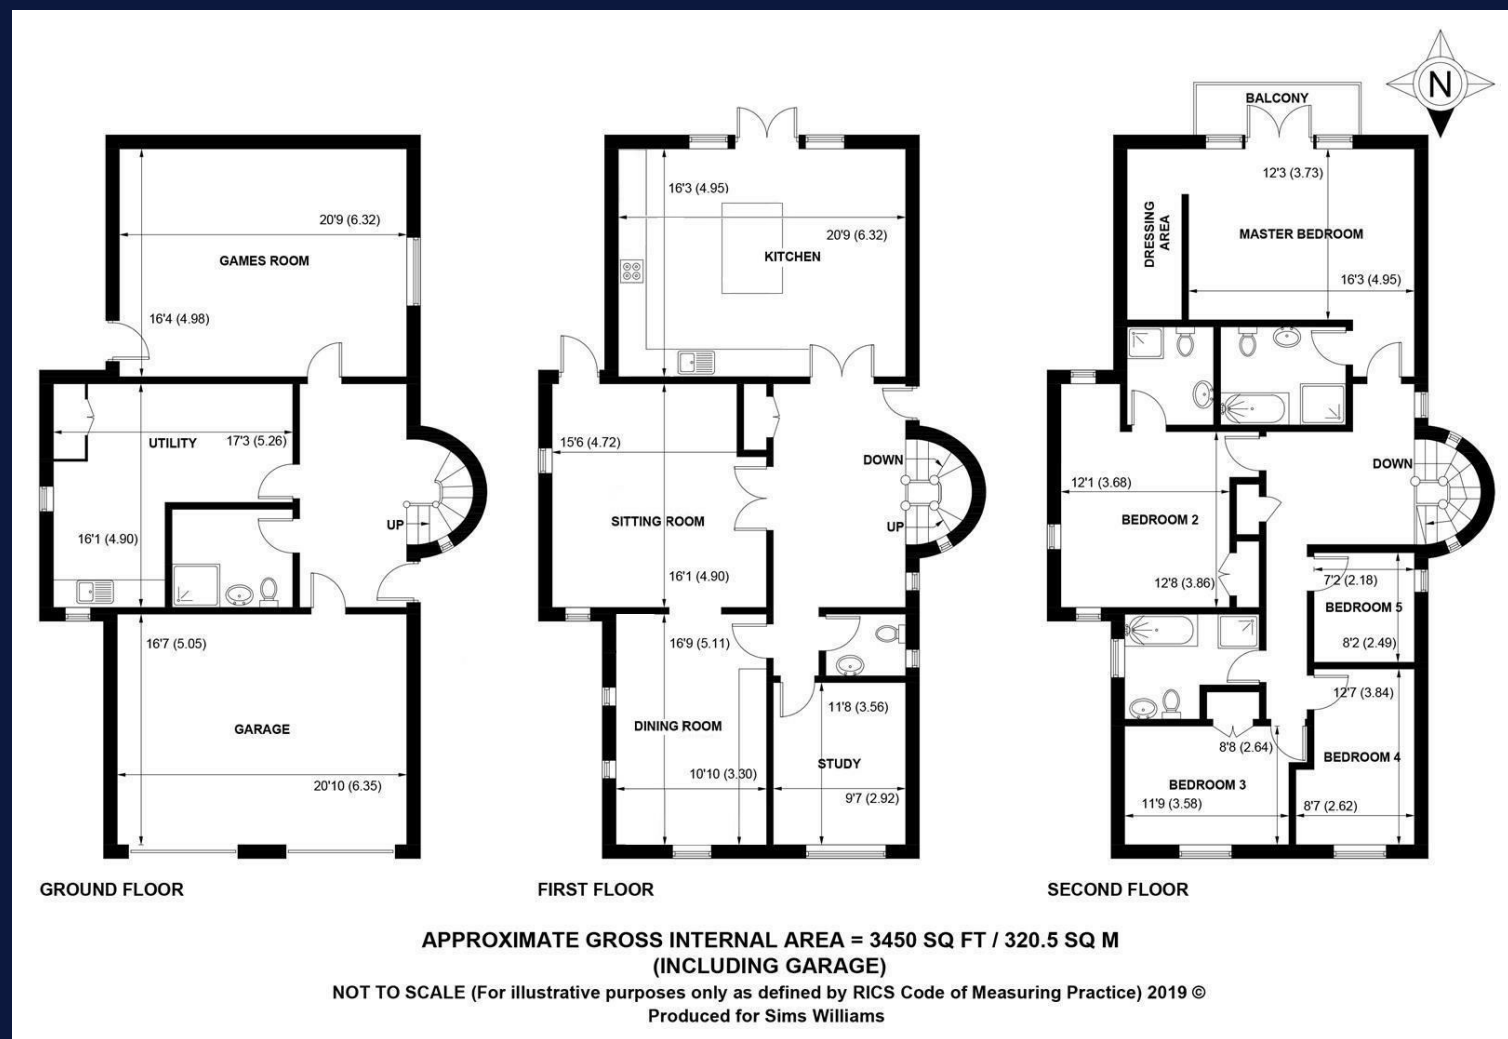 N
20'9 (6.32)
GAMES ROOM
16'4 (4.98)
UTILITY
17'3 (5.26)
UP
16'1 (4.90)
16'7 (5.05)
GARAGE
20'10 (6.35)
GROUND FLOOR
16'3 (4.95)
20'9 (6.32)
KITCHEN
15'6 (4.72)
DOWN
SITTING ROOM
UP
16'1 (4.90)
16'9 (5.11)
11'8 (3.56)
DINING ROOM
STUDY
10'10 (3.30)
9'7 (2.92)
FIRST FLOOR
BALCONY
12'3 (3.73)
DRESSING
AREA
MASTER BEDROOM
16'3 (4.95)
DOWN
12'1 (3.68)
BEDROOM 2
12'8 (3.86)
7'2 (2.18)
BEDROOM 5
8'2 (2.49)
12'7 (3.84)
8'8 (2.64)
BEDROOM 4
BEDROOM 3
11'9 (3.58)
8'7 (2.62)
SECOND FLOOR
APPROXIMATE GROSS INTERNAL AREA = 3450 SQ FT / 320.5 SQ M
(INCLUDING GARAGE)
NOT TO SCALE (For illustrative purposes only as defined by RICS Code of Measuring Practice) 2019 ©
Produced for Sims Williams